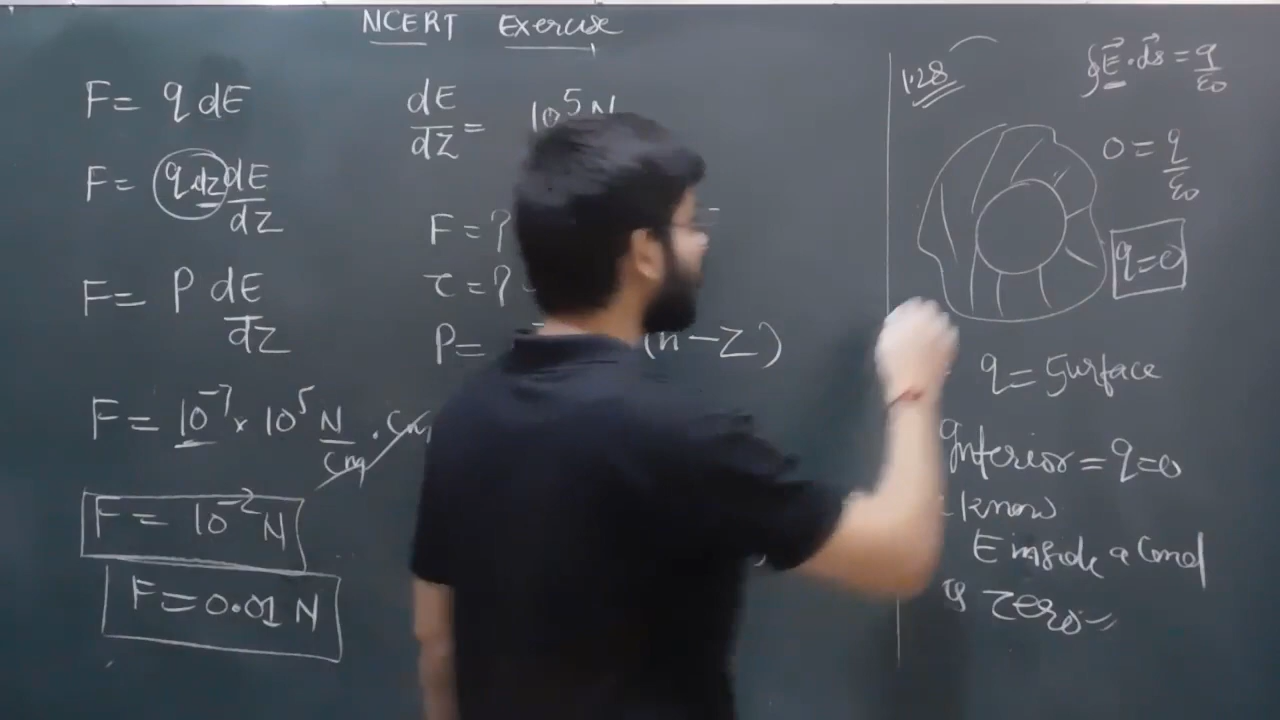 NCERT Exercise
F = q dE
F = q dz dE/dz
F = P dE/dz
F = 10^-7 × 10^5 N/cm . cm
F = 10^-2 N
F = 0.01 N
dE/dz = 10^5 N
F = ?
τ = ?
P =
(n - Z)
1.28
∮E⃗ . ds⃗ = q/ε0
0 = q/ε0
q = 0
q = Surface
Interior = q = 0
know
E inside a Cond
is zero